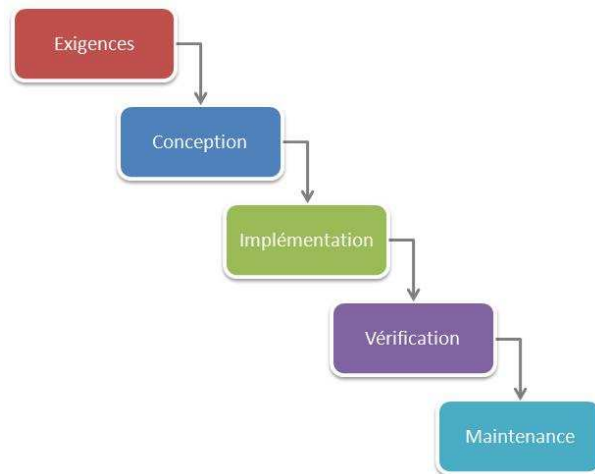 Exigences
Conception
Implémentation
Vérification
Maintenance